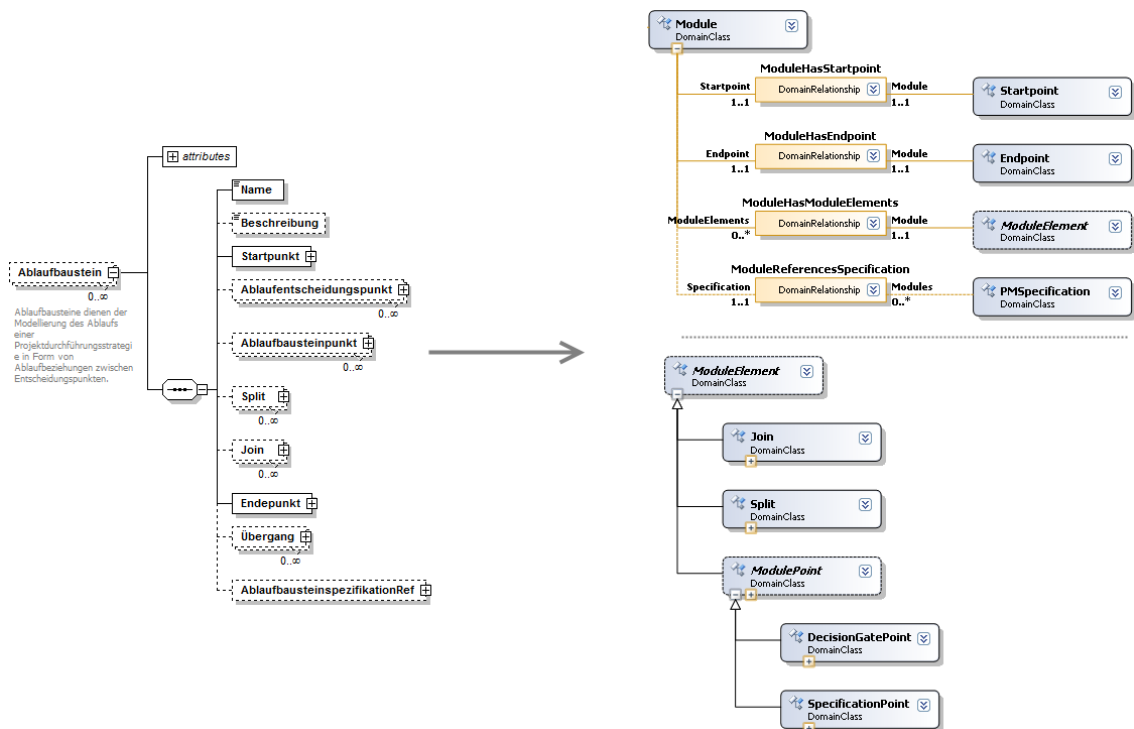 attributes
Name
Beschreibung
Startpunkt
Ablaufbaustein
0..∞
Ablaufbausteine dienen der
Modellierung des Ablaufs
einer
Projektdurchführungsstrategi
e in Form von
Ablaufbeziehungen zwischen
Entscheidungspunkten.
Ablaufentscheidungspunkt
0..∞
Ablaufbausteinpunkt
0..∞
Split
0..∞
Join
0..∞
Endepunkt
Übergang
0..∞
AblaufbausteinspezifikationRef
Module
DomainClass
ModuleHasStartpoint
Startpoint DomainRelationship Module
1..1 1..1
Startpoint
DomainClass
ModuleHasEndpoint
Endpoint DomainRelationship Module
1..1 1..1
Endpoint
DomainClass
ModuleHasModuleElements
ModuleElements DomainRelationship Module
0..* 1..1
ModuleElement
DomainClass
ModuleReferencesSpecification
Specification DomainRelationship Modules
1..1 0..*
PMSpecification
DomainClass
ModuleElement
DomainClass
Join
DomainClass
Split
DomainClass
ModulePoint
DomainClass
DecisionGatePoint
DomainClass
SpecificationPoint
DomainClass